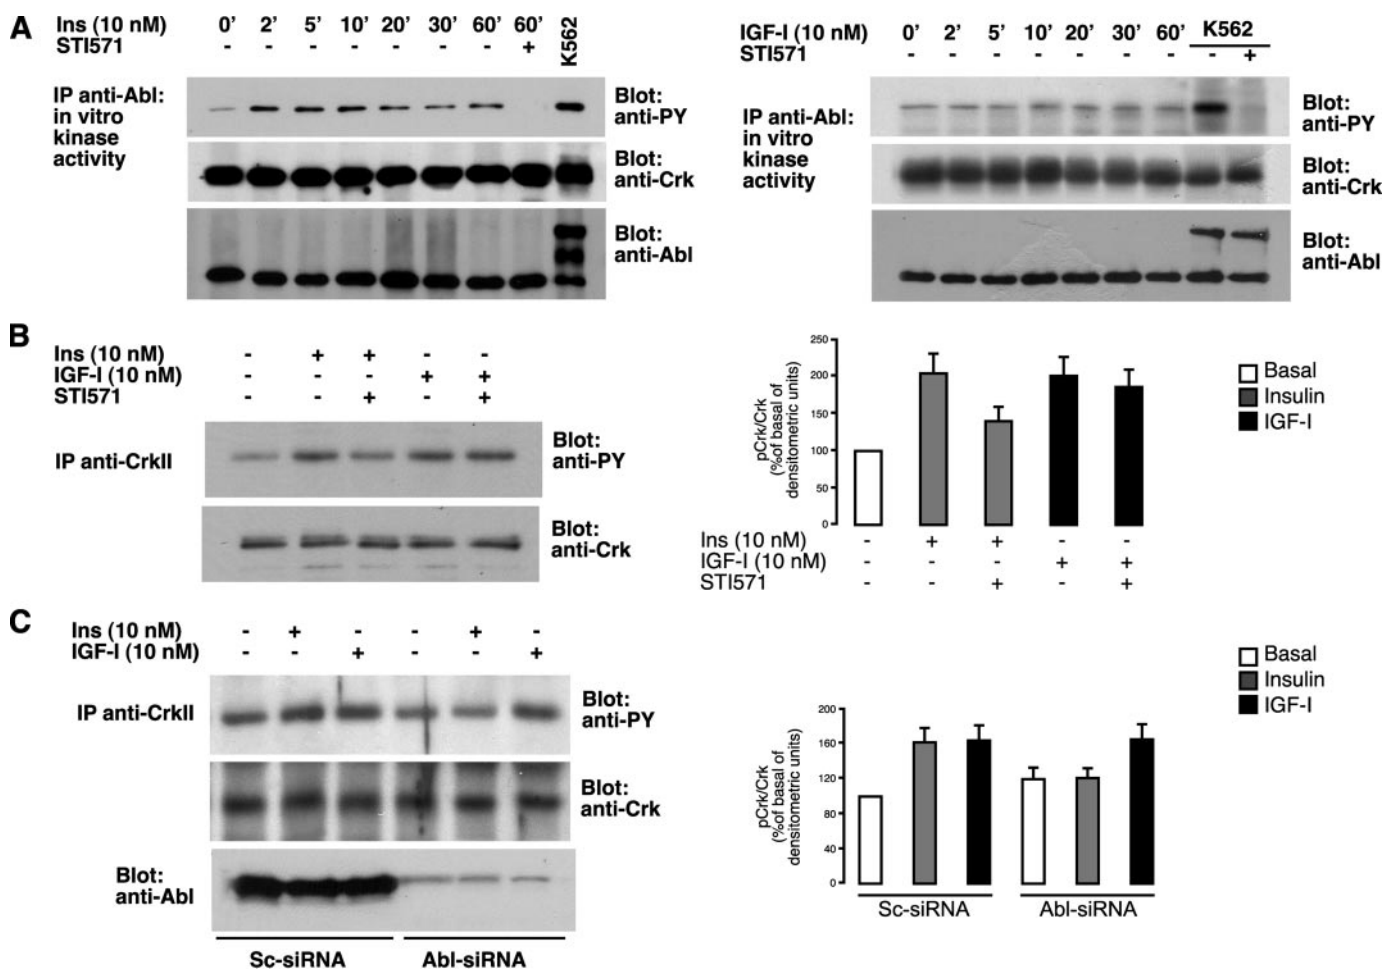 A
Ins (10 nM) 0’ 2’ 5’ 10’ 20’ 30’ 60’ 60’ K562
STI571 - - - - - - - +
IP anti-Abl:
in vitro
kinase
activity
Blot:
anti-PY
Blot:
anti-Crk
Blot:
anti-Abl
IGF-I (10 nM) 0’ 2’ 5’ 10’ 20’ 30’ 60’ K562
STI571 - - - - - - - - +
IP anti-Abl:
in vitro
kinase
activity
Blot:
anti-PY
Blot:
anti-Crk
Blot:
anti-Abl
B
Ins (10 nM) - + + - -
IGF-I (10 nM) - - - + +
STI571 - - + - +
IP anti-CrkII
Blot:
anti-PY
Blot:
anti-Crk
pCrk/Crk
(%of basal of
densitometric units)
250
200
150
100
50
0
Basal
Insulin
IGF-I
Ins (10 nM) - + + - -
IGF-I (10 nM) - - - + +
STI571 - - + - +
C
Ins (10 nM) - + - - + -
IGF-I (10 nM) - - + - - +
IP anti-CrkII
Blot:
anti-PY
Blot:
anti-Crk
Blot:
anti-Abl
Sc-siRNA Abl-siRNA
pCrk/Crk
(%of basal of
densitometric units)
200
160
120
80
40
0
Basal
Insulin
IGF-I
Sc-siRNA Abl-siRNA